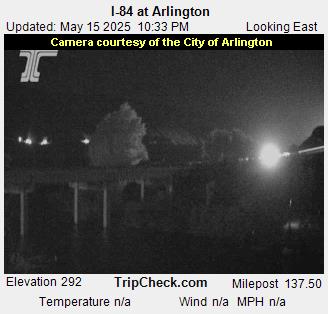 I-84 at Arlington
Updated: May 15 2025 10:33 PM Looking East
Camera courtesy of the City of Arlington
Elevation 292 TripCheck.com Milepost 137.50
Temperature n/a Wind n/a MPH n/a